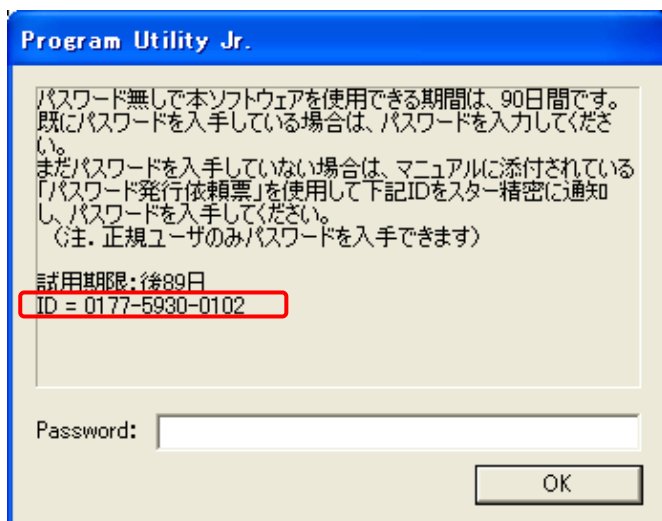 Program Utility Jr.
パスワード無しで本ソフトウェアを使用できる期間は、90日間です。
既にパスワードを入手している場合は、パスワードを入力してくださ
い。
まだパスワードを入手していない場合は、マニュアルに添付されている
「パスワード発行依頼票」を使用して下記IDをスター精密に通知
し、パスワードを入手してください。
（注．正規ユーザのみパスワードを入手できます）
試用期限:後89日
ID = 0177-5930-0102
Password:
OK